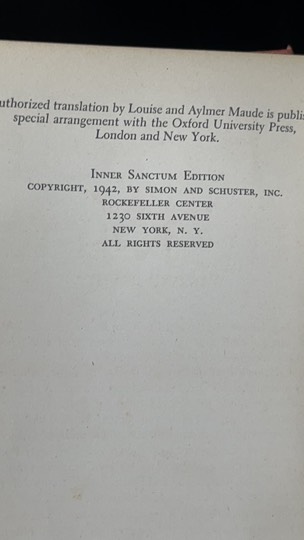 translation by Louise and Aylmer Maude is
special arrangement with the Oxford University Press,
London and New York.
INNER SANCTUM EDITION
COPYRIGHT, 1942, BY SIMON AND SCHUSTER, INC.
ROCKEFELLER CENTER
1230 SIXTH AVENUE
NEW YORK, N. Y.
ALL RIGHTS RESERVED